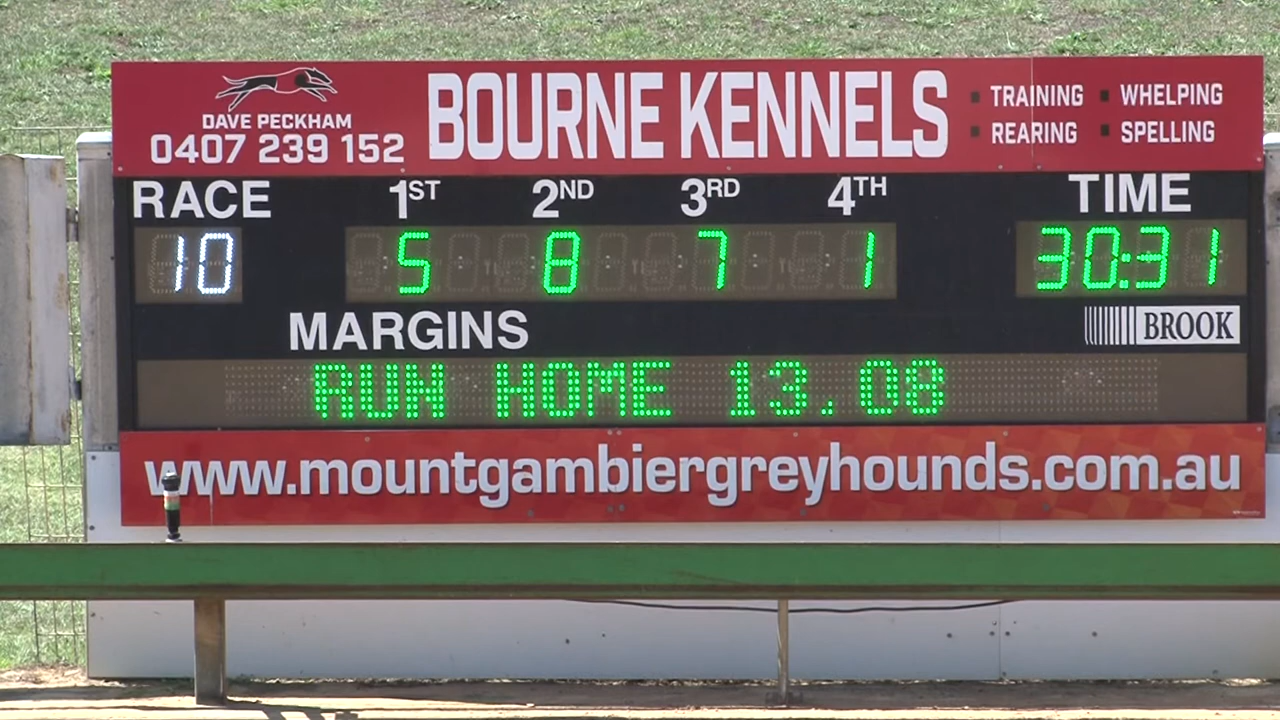 DAVE PECKHAM
0407 239 152
BOURNE KENNELS
TRAINING WHELPING
REARING SPELLING
RACE 1ST 2ND 3RD 4TH TIME
10 5 8 7 1 30:31
MARGINS
BROOK
RUN HOME 13.08
www.mountgambiergreyhounds.com.au